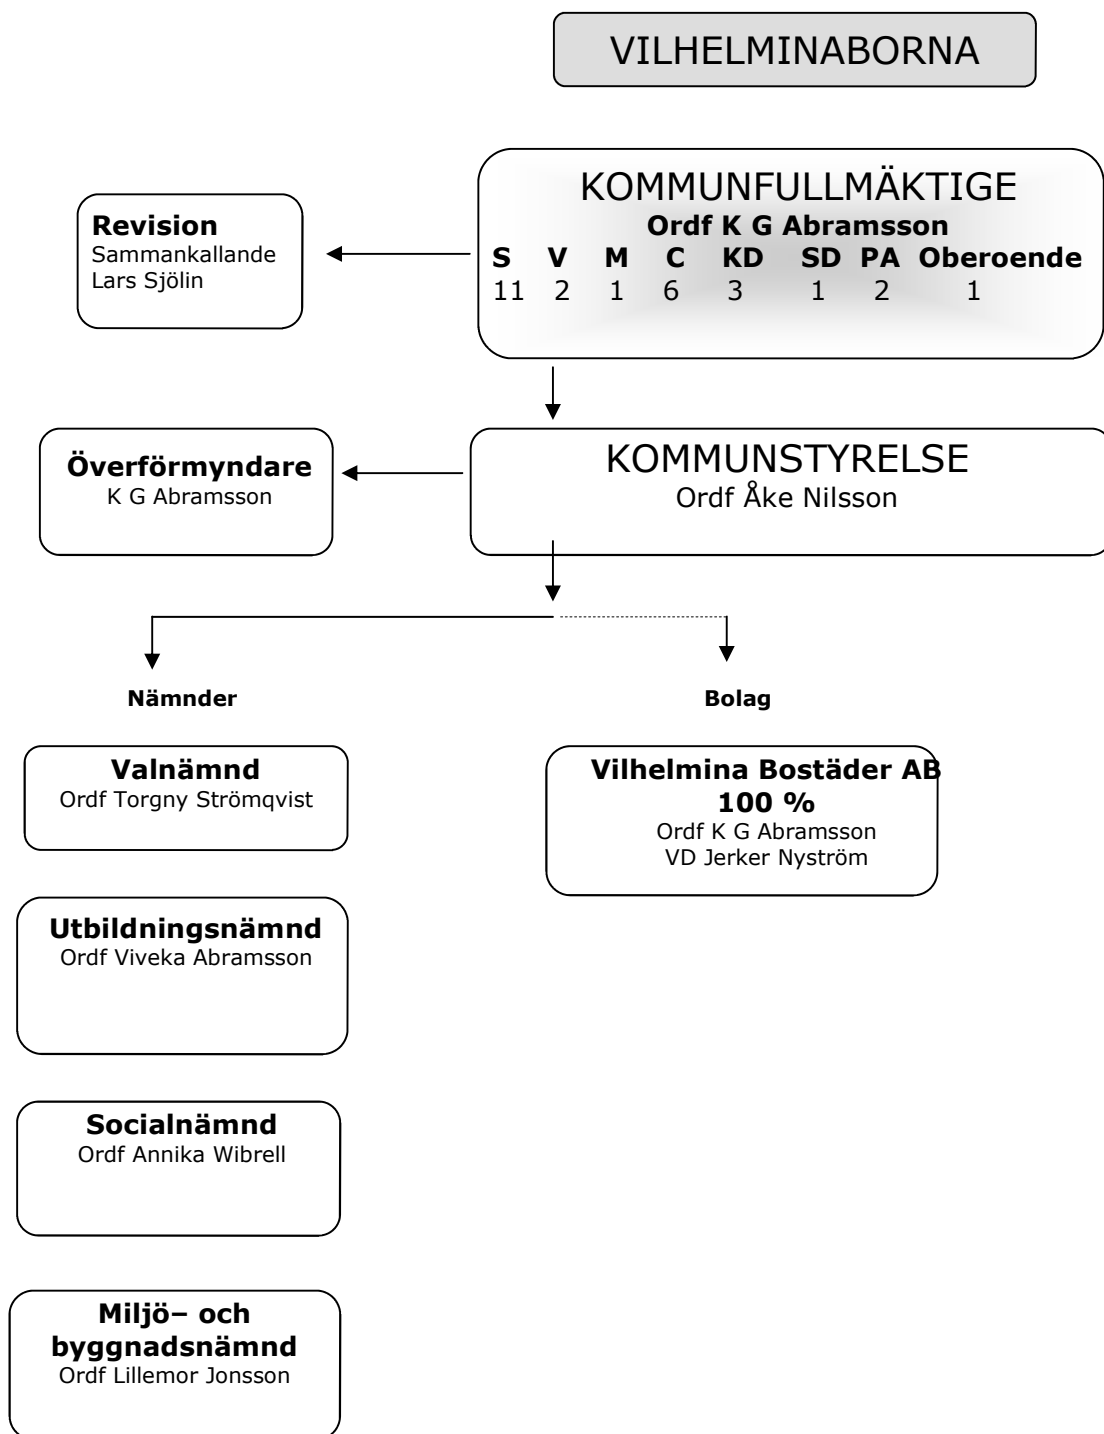 VILHELMINABORNA
KOMMUNFULLMÄKTIGE
Ordf K G Abramsson
S V M C KD SD PA Oberoende
11 2 1 6 3 1 2 1
Revision
Sammankallande
Lars Sjölin
KOMMUNSTYRELSE
Ordf Åke Nilsson
Överförmyndare
K G Abramsson
Nämnder
Valnämnd
Ordf Torgny Strömqvist
Utbildningsnämnd
Ordf Viveka Abramsson
Socialnämnd
Ordf Annika Wibrell
Miljö– och
byggnadsnämnd
Ordf Lillemor Jonsson
Bolag
Vilhelmina Bostäder AB
100 %
Ordf K G Abramsson
VD Jerker Nyström